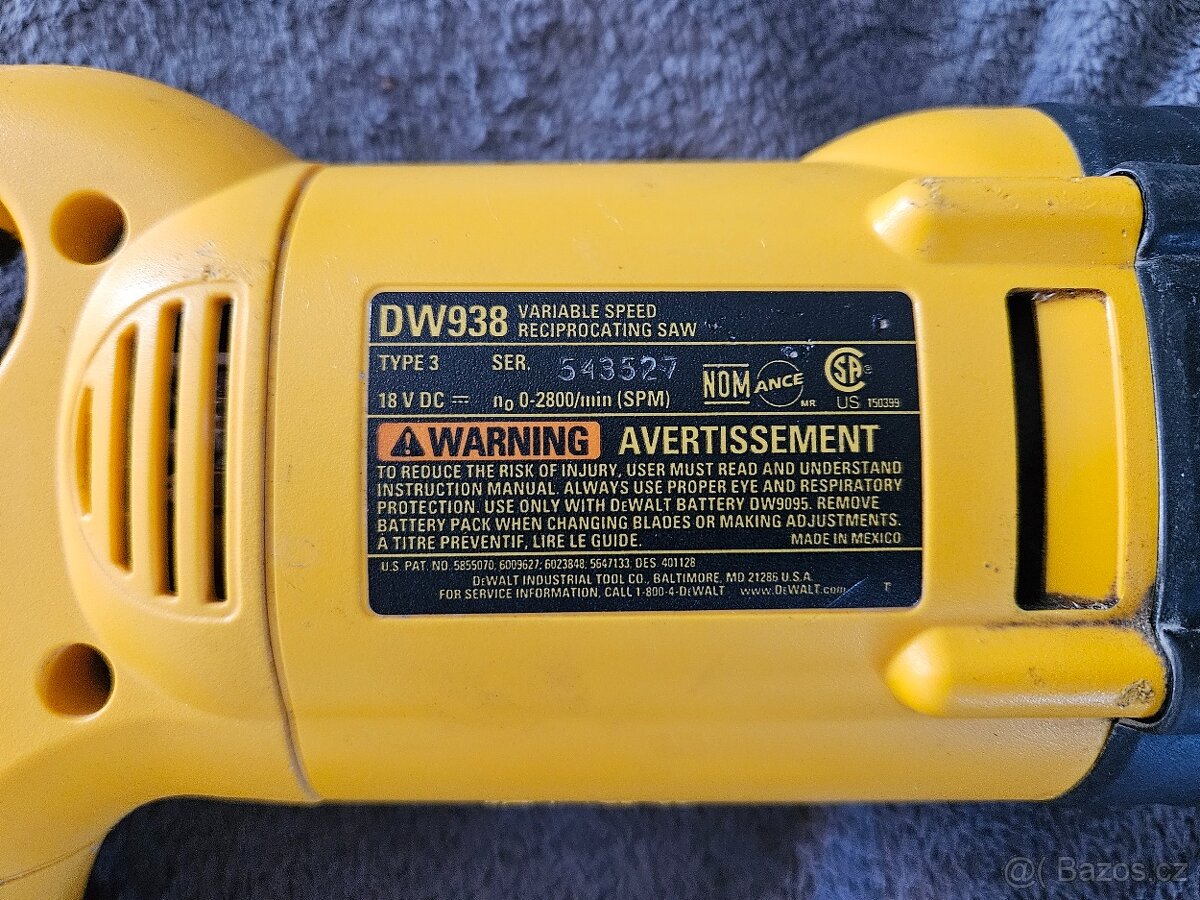 DW938 VARIABLE SPEED
RECIPROCATING SAW
TYPE 3 SER. 543527
18 V DC ⎓ n0 0-2800/min (SPM)
NOM ANCE MR SA ® US 150399
⚠WARNING AVERTISSEMENT
TO REDUCE THE RISK OF INJURY, USER MUST READ AND UNDERSTAND
INSTRUCTION MANUAL. ALWAYS USE PROPER EYE AND RESPIRATORY
PROTECTION. USE ONLY WITH DEWALT BATTERY DW9095. REMOVE
BATTERY PACK WHEN CHANGING BLADES OR MAKING ADJUSTMENTS.
À TITRE PRÉVENTIF, LIRE LE GUIDE. MADE IN MEXICO
U.S. PAT. NO. 5855070; 6009627; 6023848; 5647133; DES. 401128
DEWALT INDUSTRIAL TOOL CO., BALTIMORE, MD 21286 U.S.A.
FOR SERVICE INFORMATION, CALL 1-800-4-DEWALT www.DEWALT.com T
@( Bazos.cz